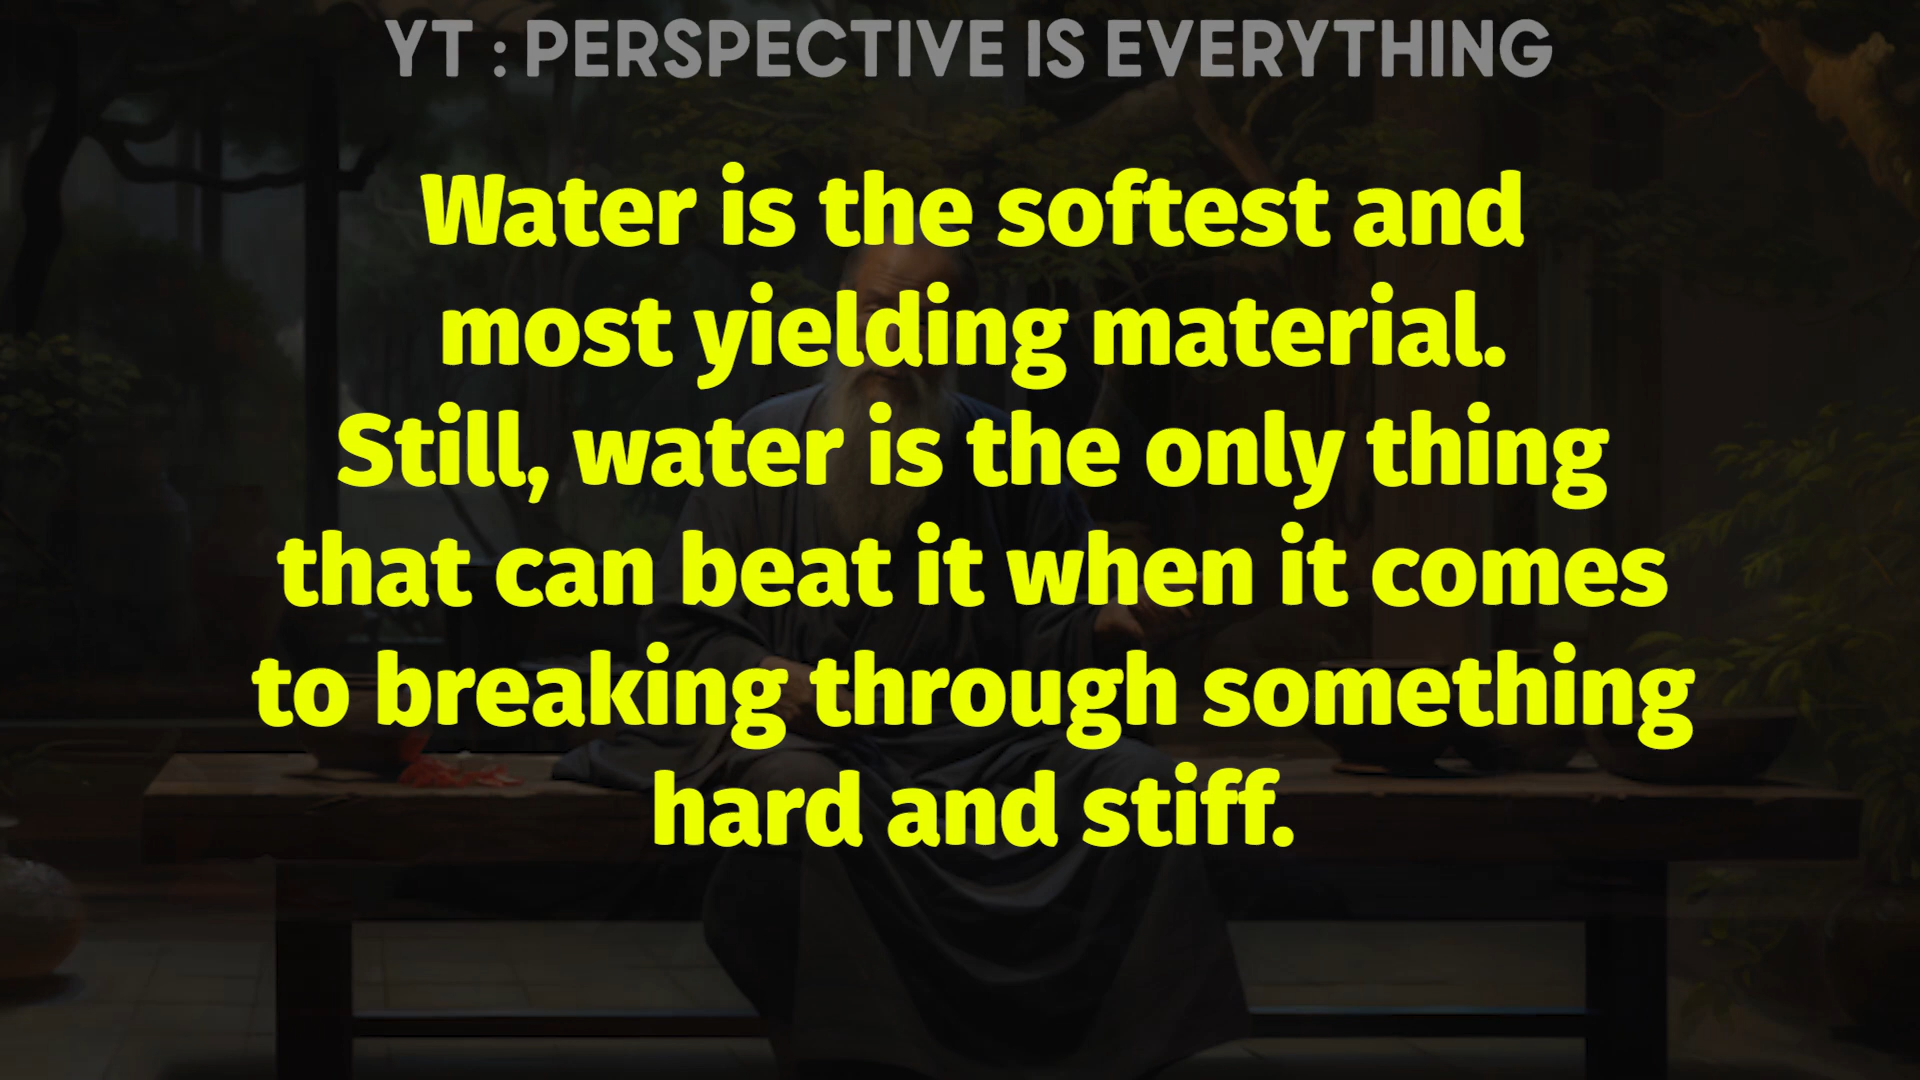 YT : PERSPECTIVE IS EVERYTHING
Water is the softest and
most yielding material.
Still, water is the only thing
that can beat it when it comes
to breaking through something
hard and stiff.